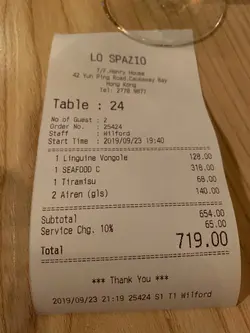 LO SPAZIO
7/F,Henry House
42 Yun Ping Road,Causeway Bay
Hong Kong
Tel: 2770 0877
Table : 24
No of Guest : 2
Order No. : 25424
Staff : Wilford
Start Time : 2019/09/23 19:40
1 Linguine Vongole 128.00
1 SEAFOOD C 318.00
1 Tiramisu 68.00
2 Airen (gls) 140.00
Subtotal 654.00
Service Chg. 10% 65.00
Total 719.00
*** Thank You ***
2019/09/23 21:19 25424 S1 T1 Wilford